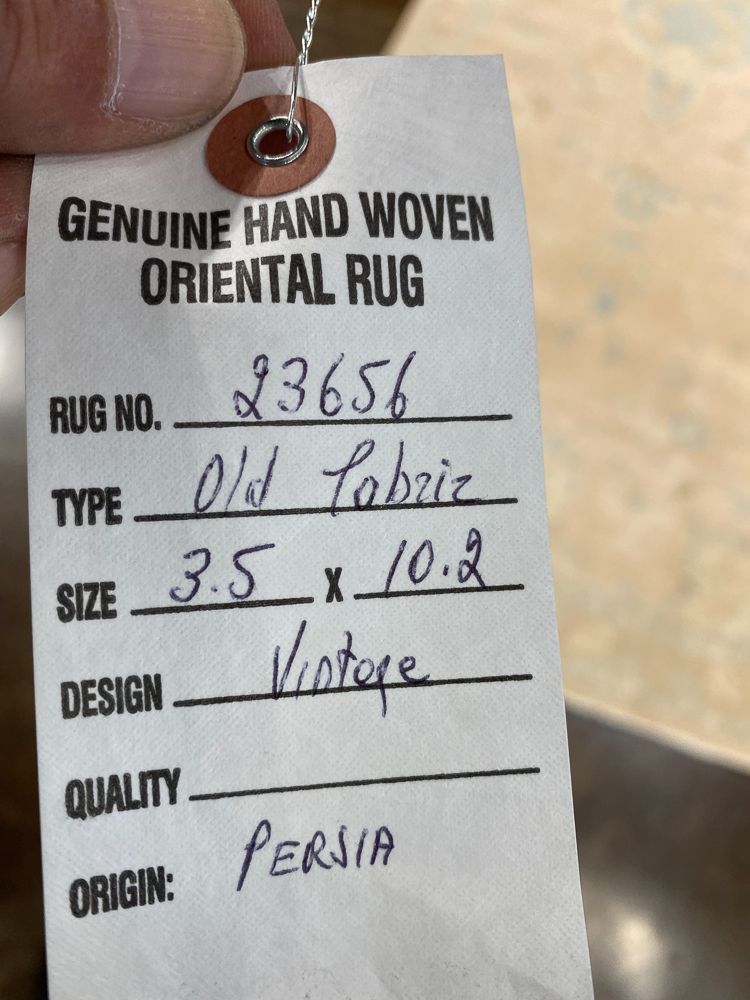 GENUINE HAND WOVEN
ORIENTAL RUG
RUG NO. 23656
TYPE Old Tabriz
SIZE 3.5 X 10.2
DESIGN Vintage
QUALITY
ORIGIN: PERSIA